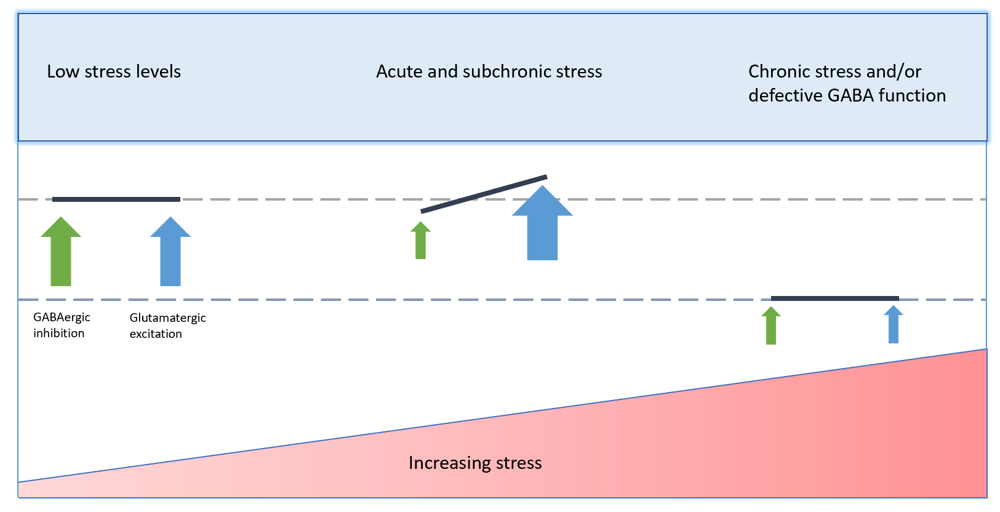 Low stress levels
Acute and subchronic stress
Chronic stress and/or
defective GABA function
GABAergic
inhibition
Glutamatergic
excitation
Increasing stress